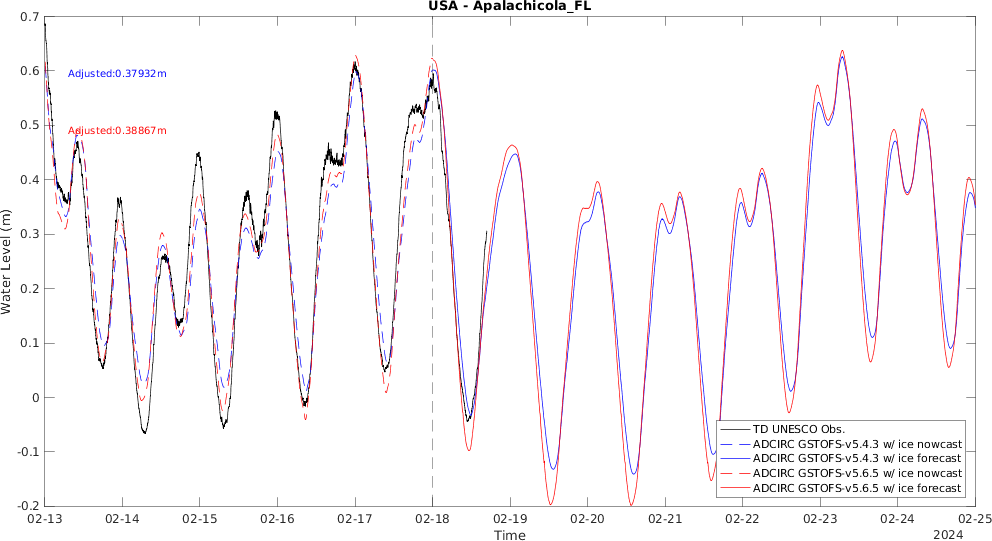 USA - Apalachicola_FL
0.7
0.6
0.5
0.4
0.3
0.2
0.1
0
-0.1
-0.2
Water Level (m)
Adjusted:0.37932m
Adjusted:0.38867m
TD UNESCO Obs.
ADCIRC GSTOFS-v5.4.3 w/ ice nowcast
ADCIRC GSTOFS-v5.4.3 w/ ice forecast
ADCIRC GSTOFS-v5.6.5 w/ ice nowcast
ADCIRC GSTOFS-v5.6.5 w/ ice forecast
02-13 02-14 02-15 02-16 02-17 02-18 02-19 02-20 02-21 02-22 02-23 02-24 02-25
Time
2024